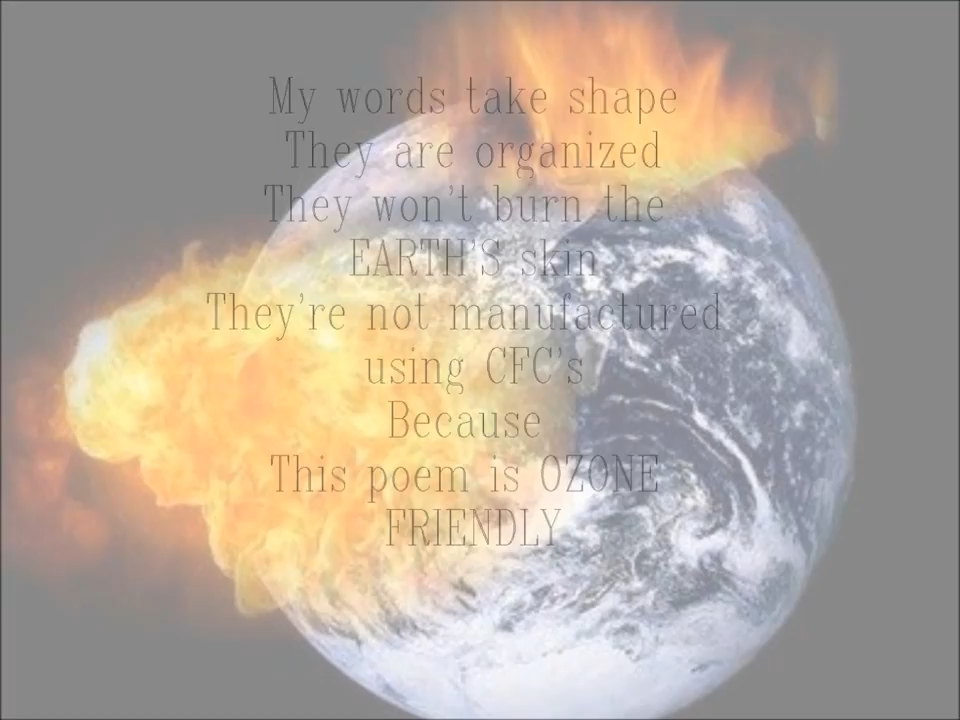 My words take shape
They are organized
They won't burn the
EARTH'S skin
They're not manufactured
using CFC's
Because
This poem is OZONE
FRIENDLY